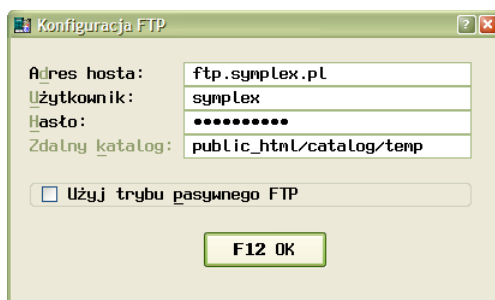 Konfiguracja FTP
Adres hosta: ftp.symplex.pl
Użytkownik: symplex
Hasło: ●●●●●●●●●●
Zdalny katalog: public_html/catalog/temp
Użyj trybu pasywnego FTP
F12 OK